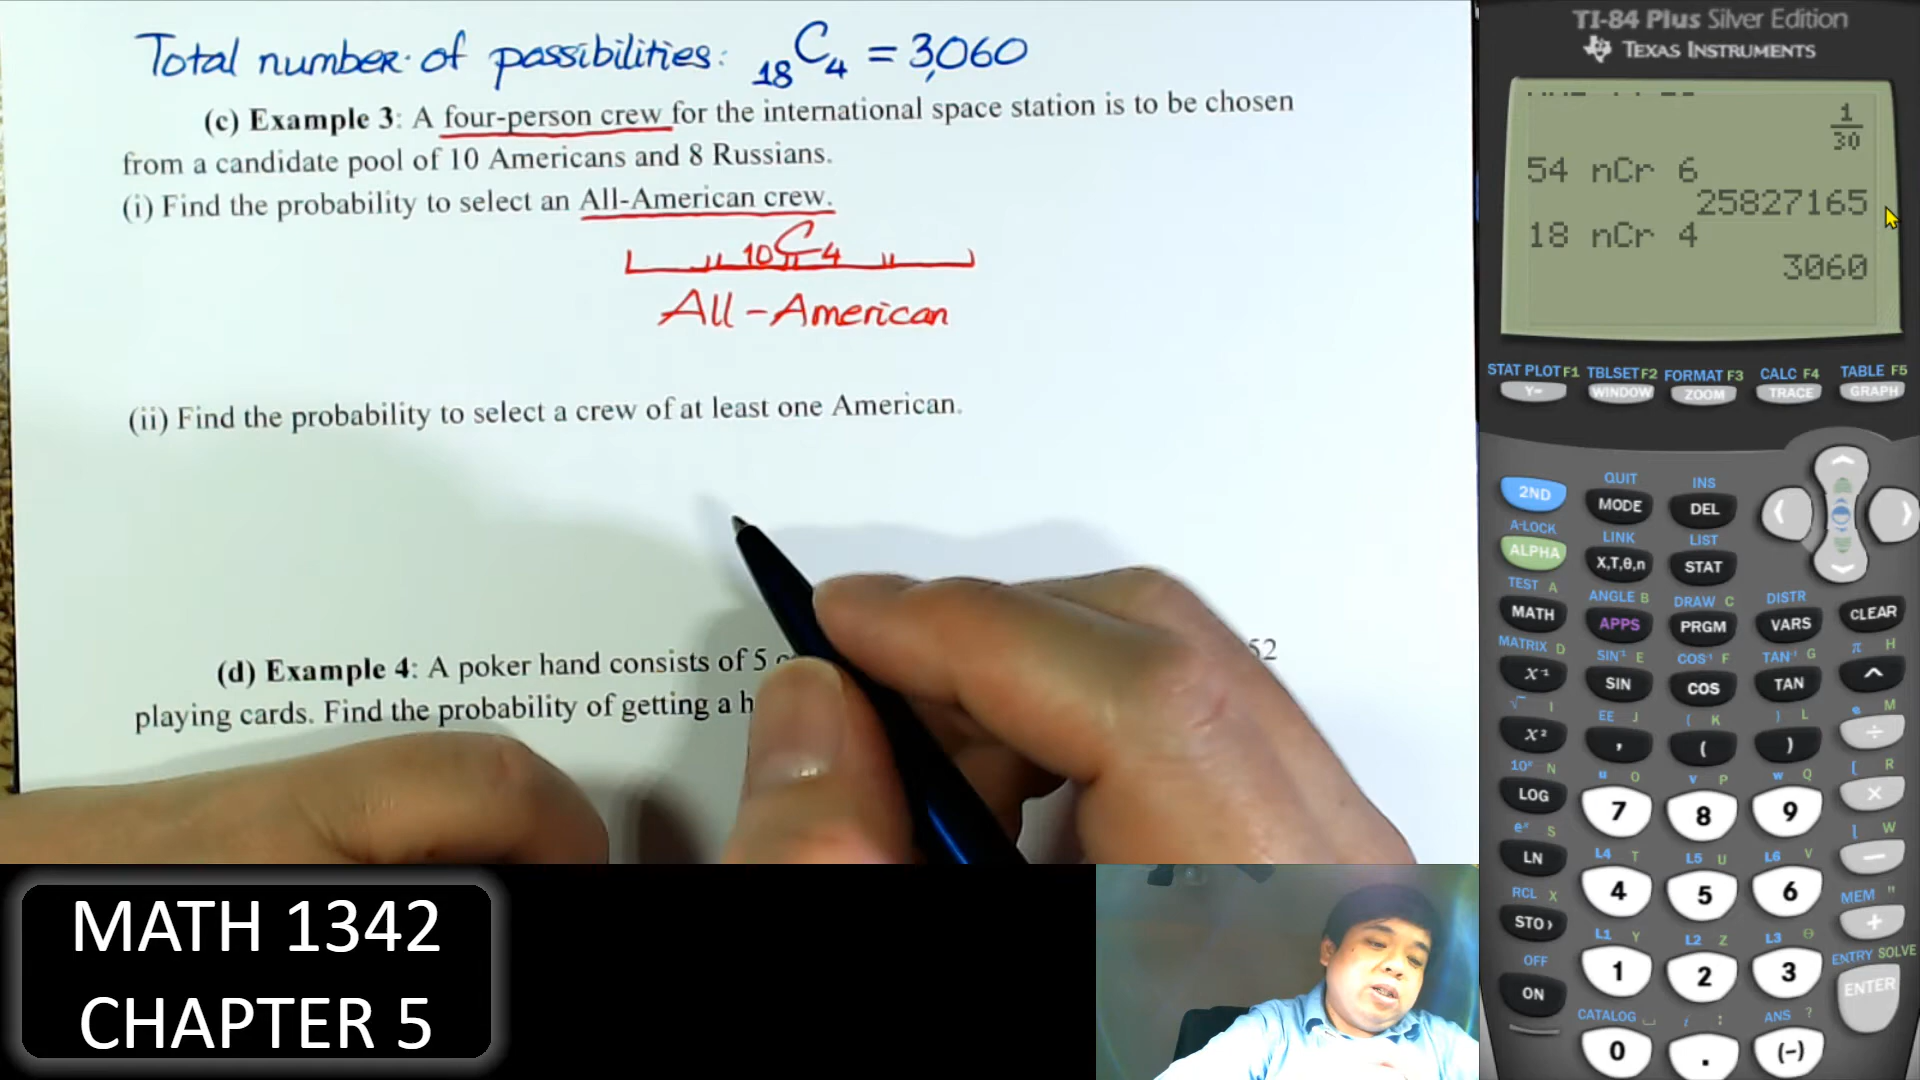 Total number of possibilities: 18C4 = 3,060
(c) Example 3: A four-person crew for the international space station is to be chosen
from a candidate pool of 10 Americans and 8 Russians.
(i) Find the probability to select an All-American crew.
10C4
All-American
(ii) Find the probability to select a crew of at least one American.
(d) Example 4: A poker hand consists of 5
52
playing cards. Find the probability of getting a h
MATH 1342
CHAPTER 5
TI-84 Plus Silver Edition
TEXAS INSTRUMENTS
1
30
54 nCr 6
25827165
18 nCr 4
3060
STAT PLOT F1 TBLSET F2 FORMAT F3 CALC F4 TABLE F5
Y= WINDOW ZOOM TRACE GRAPH
QUIT INS
2ND MODE DEL
A-LOCK LINK LIST
ALPHA X,T,θ,n STAT
TEST A ANGLE B DRAW C DISTR
MATH APPS PRGM VARS CLEAR
MATRIX D SIN⁻¹ E COS⁻¹ F TAN⁻¹ G π H
X⁻¹ SIN COS TAN ^
√ I EE J { K } L e M
X² , ( ) ÷
10ˣ N u O v P w Q [ R
LOG 7 8 9 ×
eˣ S L4 T L5 U L6 V ] W
LN 4 5 6 −
RCL X L1 Y L2 Z L3 θ MEM "
STO› 1 2 3 +
OFF CATALOG ␣ i : ANS ? ENTRY SOLVE
ON 0 . (−) ENTER